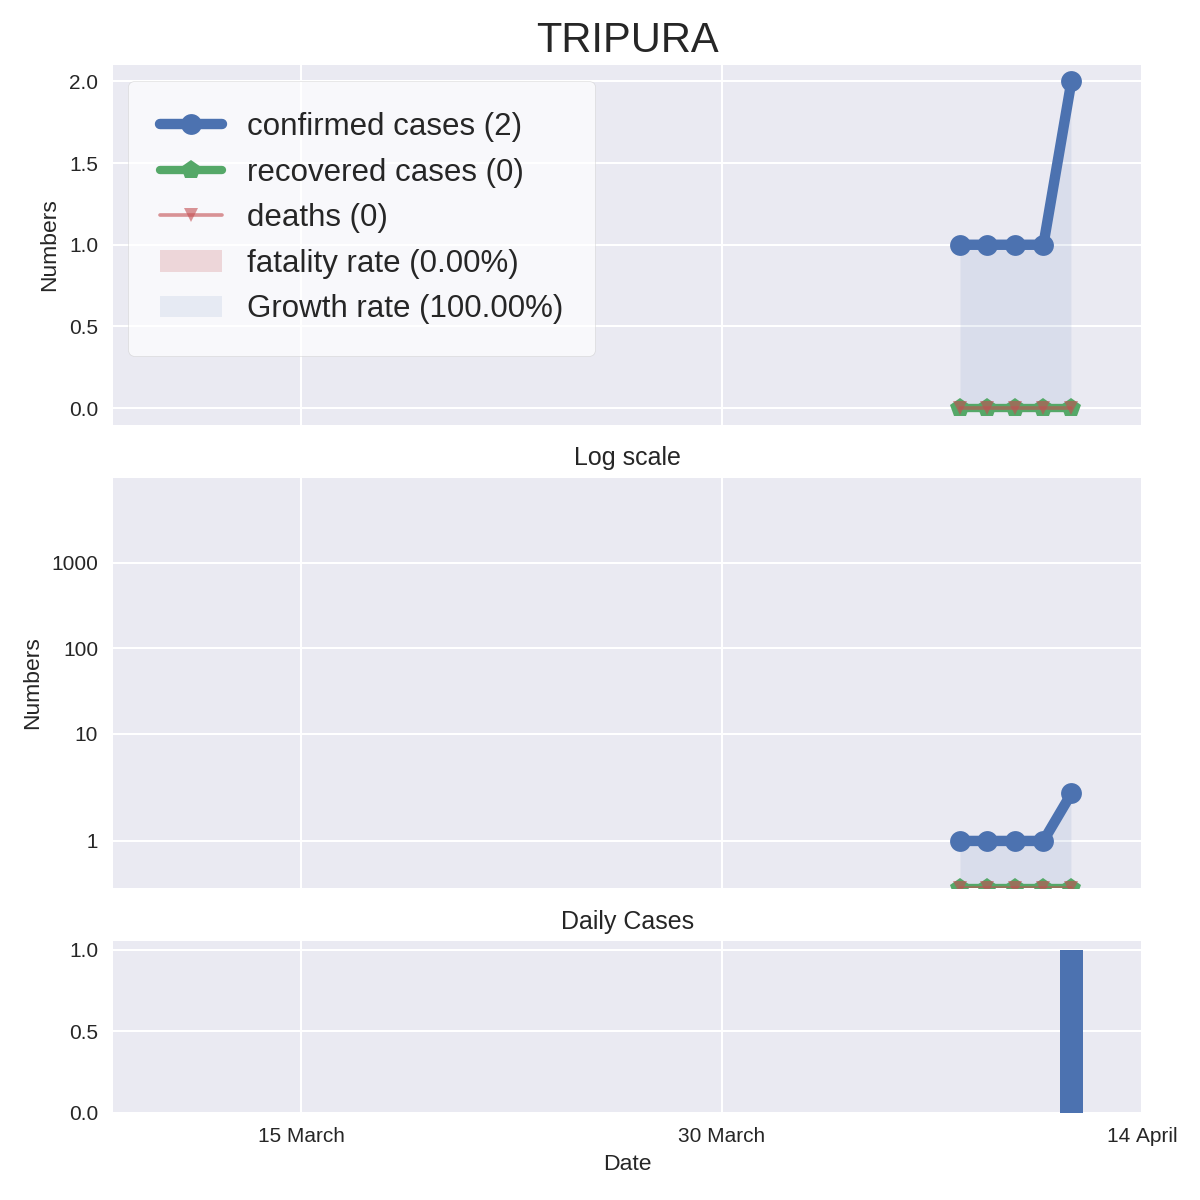 TRIPURA
2.0
1.5
1.0
0.5
0.0
Numbers
confirmed cases (2)
recovered cases (0)
deaths (0)
fatality rate (0.00%)
Growth rate (100.00%)
Log scale
1000
100
10
1
Numbers
Daily Cases
1.0
0.5
0.0
15 March
30 March
14 April
Date